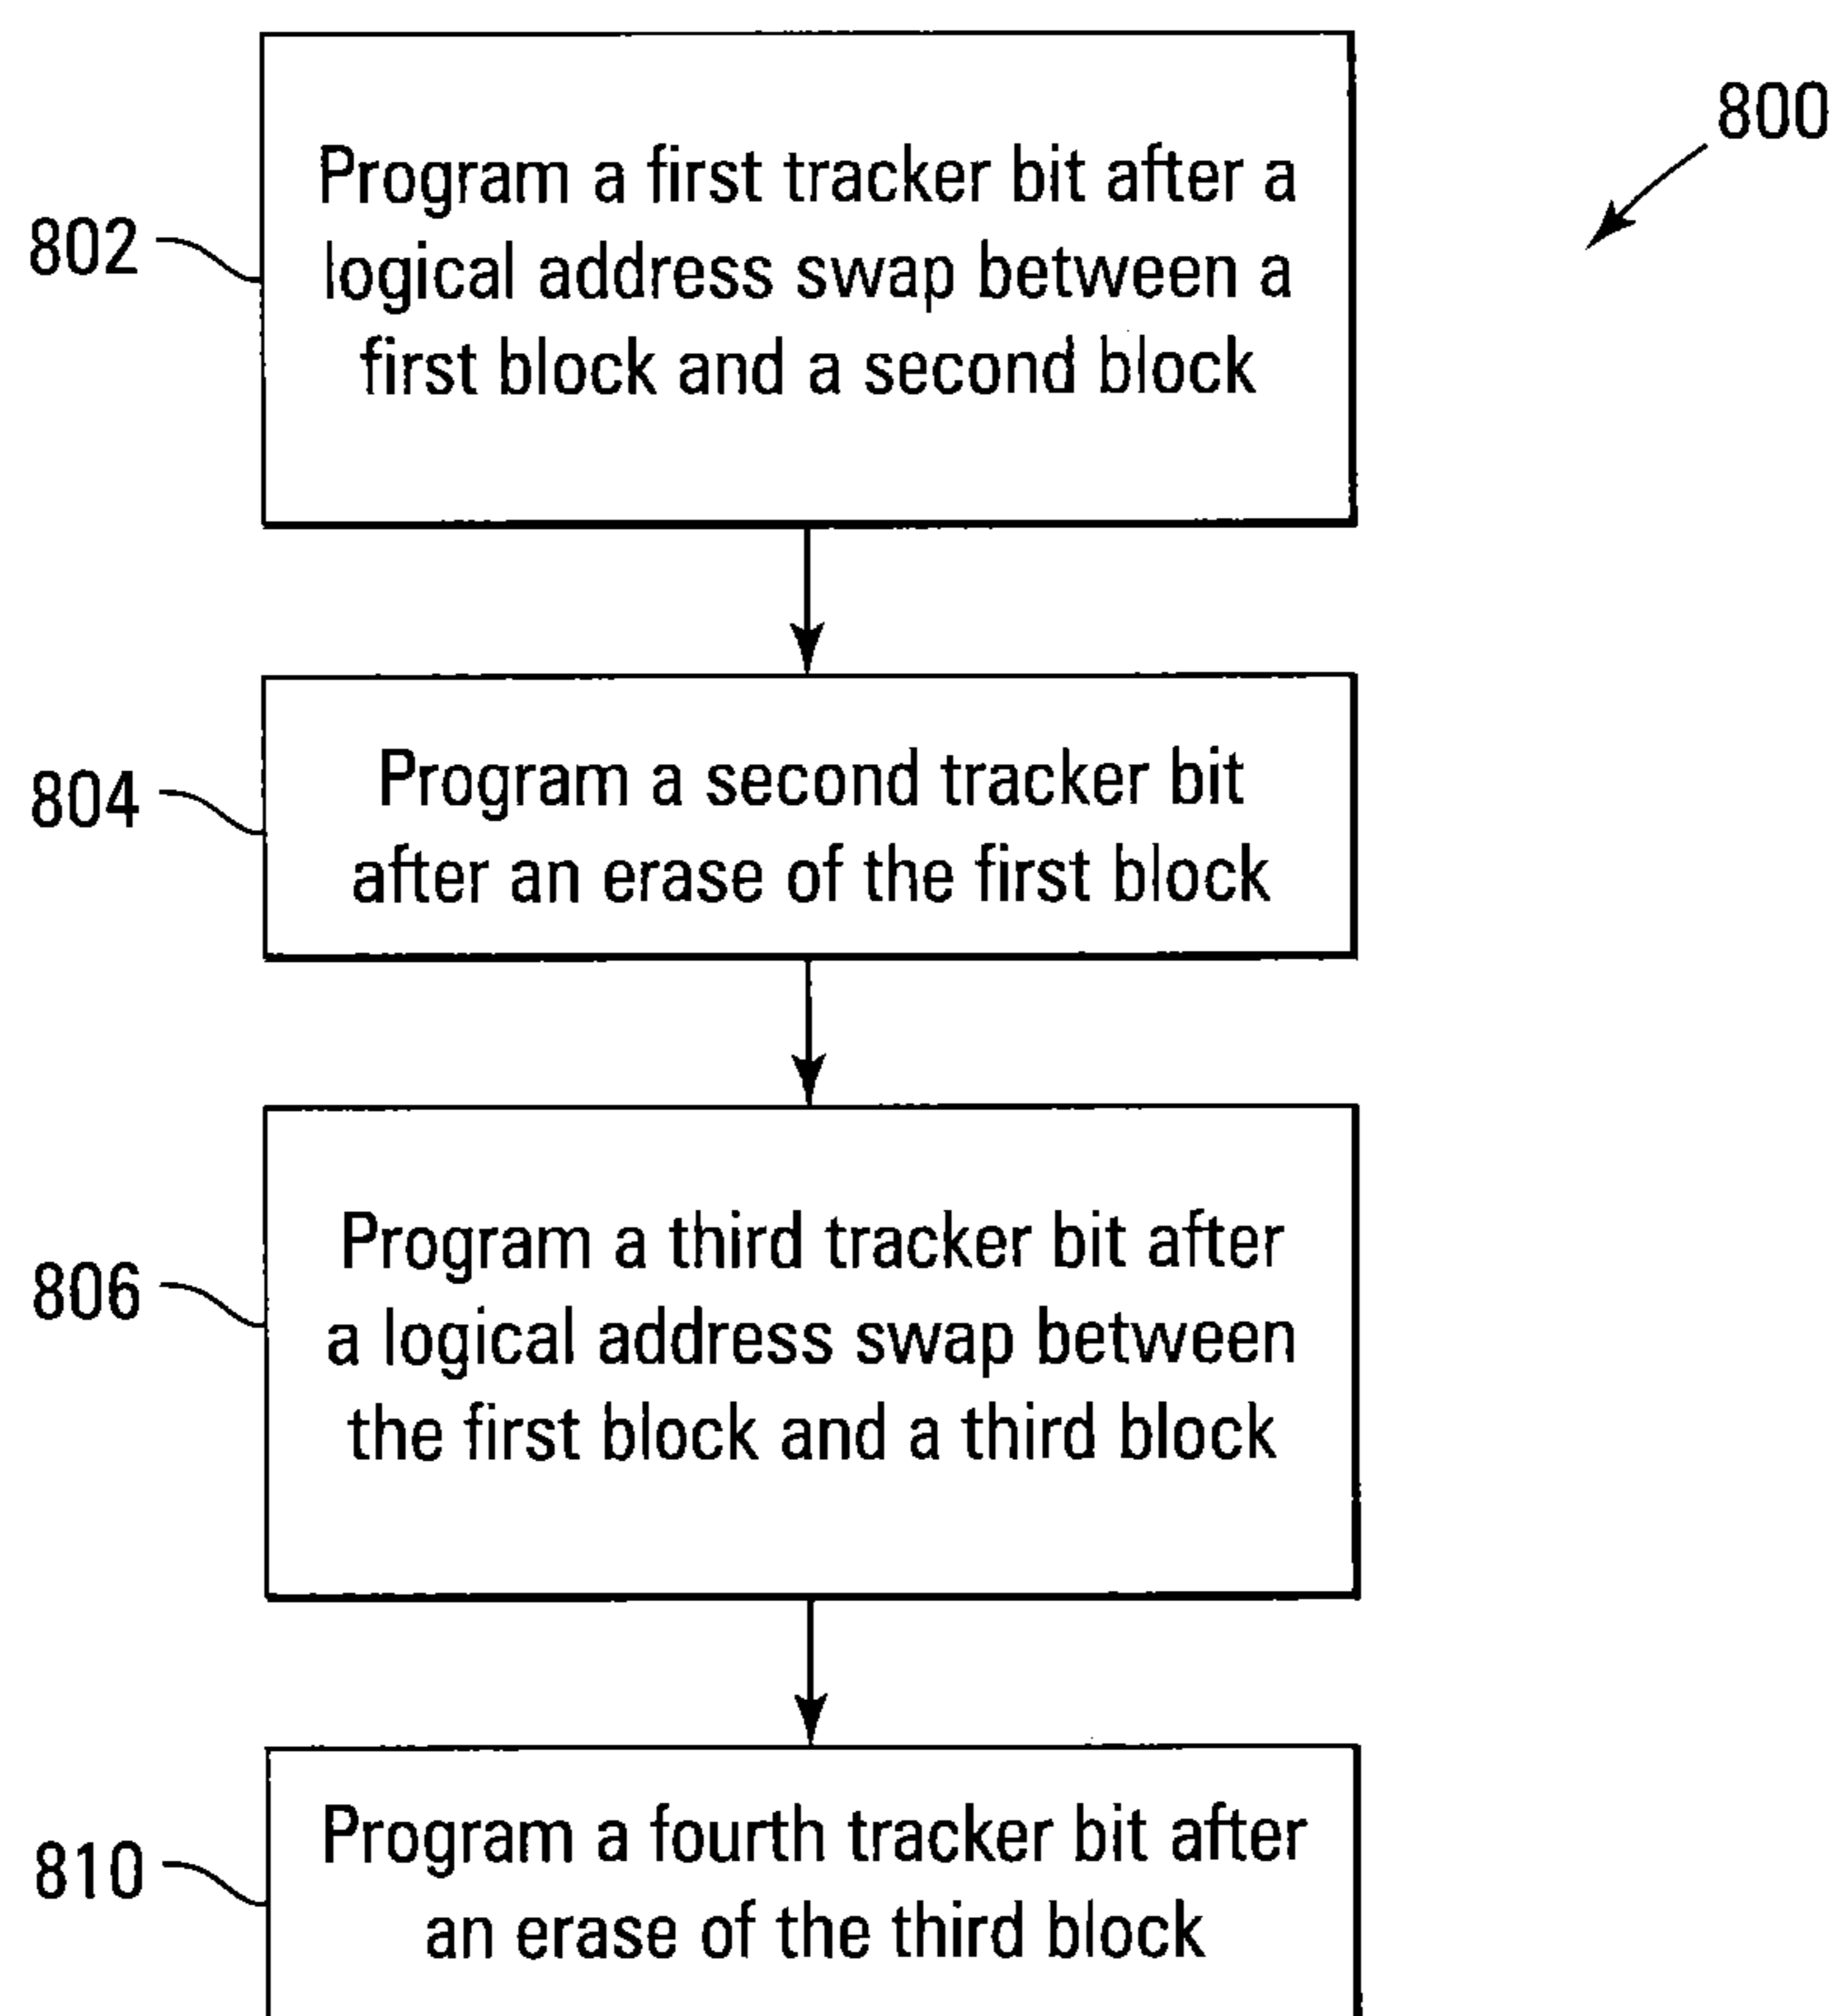 800
802
Program a first tracker bit after a
logical address swap between a
first block and a second block
804
Program a second tracker bit
after an erase of the first block
806
Program a third tracker bit after
a logical address swap between
the first block and a third block
810
Program a fourth tracker bit after
an erase of the third block